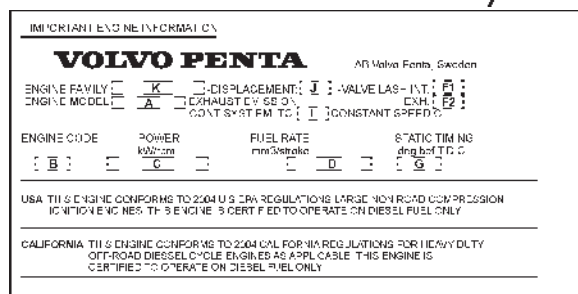 IMPORTANT ENGINE INFORMATION
VOLVO PENTA AB Volvo Penta, Sweden
ENGINE FAMILY K DISPLACEMENT: J VALVE LASH INT. F1
ENGINE MODEL A EXHAUST EMISSION EXH. F2
CONT SYSTEM TO I CONSTANT SPEED
ENGINE CODE POWER FUEL RATE STATIC TIMING
kW/rpm mm3/stroke deg bef T D C
B C D G
USA THIS ENGINE CONFORMS TO 2004 U S EPA REGULATIONS LARGE NON ROAD COMPRESSION
IGNITION ENGINES THIS ENGINE IS CERTIFIED TO OPERATE ON DIESEL FUEL ONLY
CALIFORNIA THIS ENGINE CONFORMS TO 2004 CALIFORNIA REGULATIONS FOR HEAVY DUTY
OFF-ROAD DIESSEL CYCLE ENGINES AS APPLICABLE THIS ENGINE IS
CERTIFIED TO OPERATE ON DIESEL FUEL ONLY